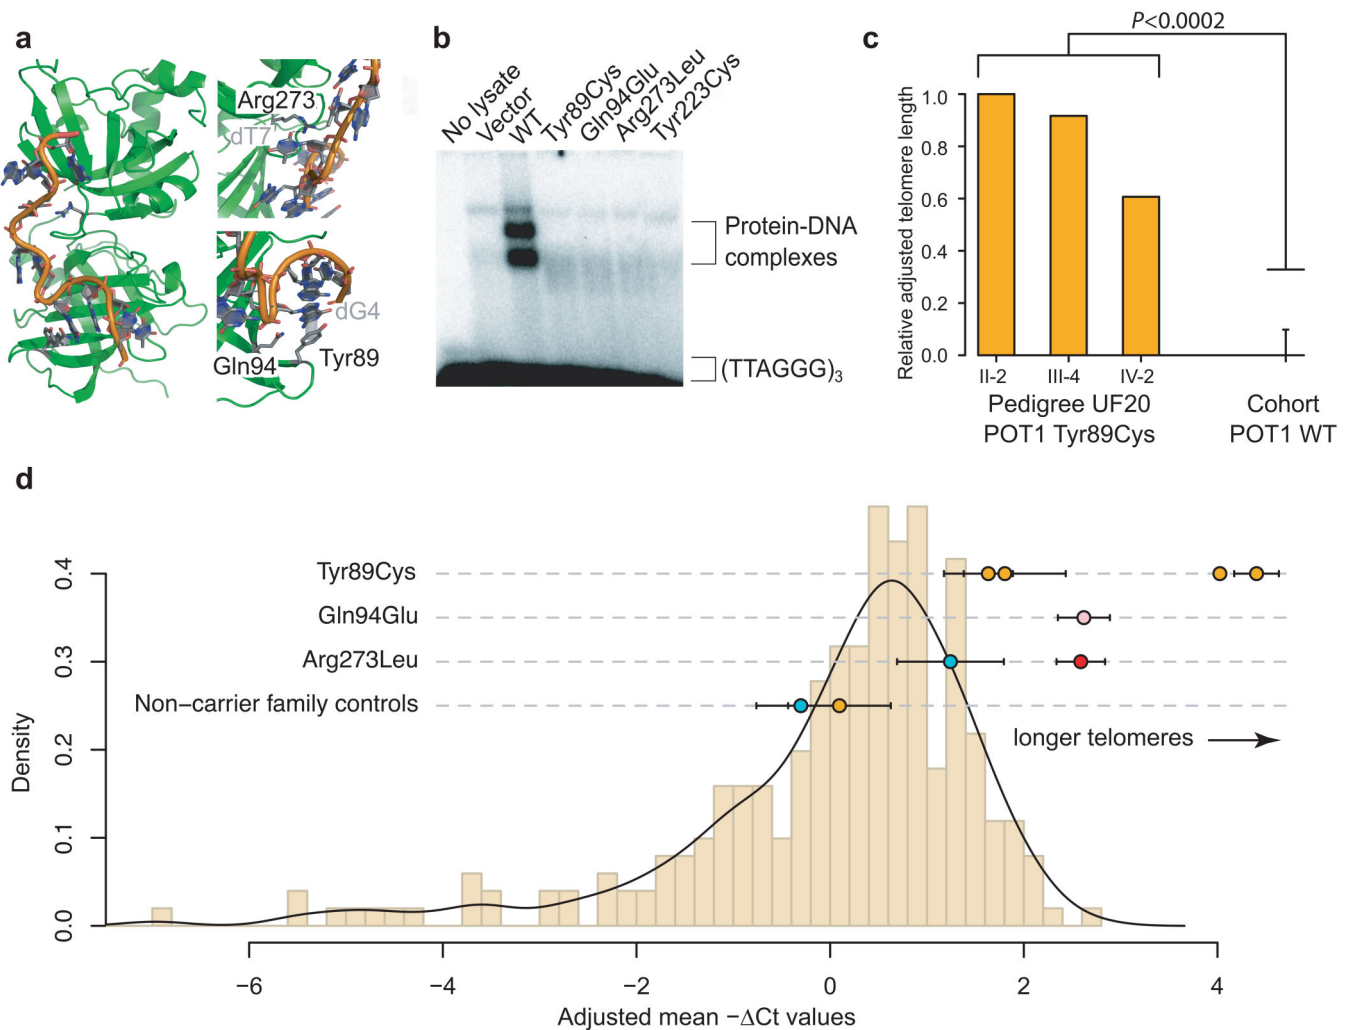 a
Arg273
dT7
dG4
Gln94
Tyr89
b
No lysate
Vector
WT
Tyr89Cys
Gln94Glu
Arg273Leu
Tyr223Cys
Protein-DNA
complexes
(TTAGGG)3
c
P<0.0002
Relative adjusted telomere length
1.0
0.8
0.6
0.4
0.2
0.0
II-2 III-4 IV-2
Pedigree UF20
POT1 Tyr89Cys
Cohort
POT1 WT
d
Tyr89Cys
Gln94Glu
Arg273Leu
Non−carrier family controls
longer telomeres
Density
0.4
0.3
0.2
0.1
0.0
−6 −4 −2 0 2 4
Adjusted mean −ΔCt values